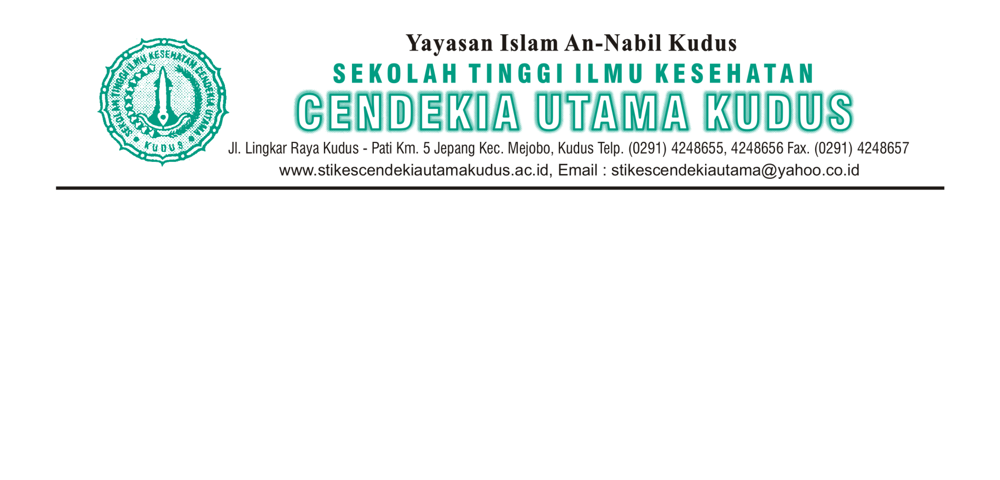 SEKOLAH TINGGI ILMU KESEHATAN CENDEKIA UTAMA
KUDUS
Yayasan Islam An-Nabil Kudus
SEKOLAH TINGGI ILMU KESEHATAN
CENDEKIA UTAMA KUDUS
Jl. Lingkar Raya Kudus - Pati Km. 5 Jepang Kec. Mejobo, Kudus Telp. (0291) 4248655, 4248656 Fax. (0291) 4248657
www.stikescendekiautamakudus.ac.id, Email : stikescendekiautama@yahoo.co.id